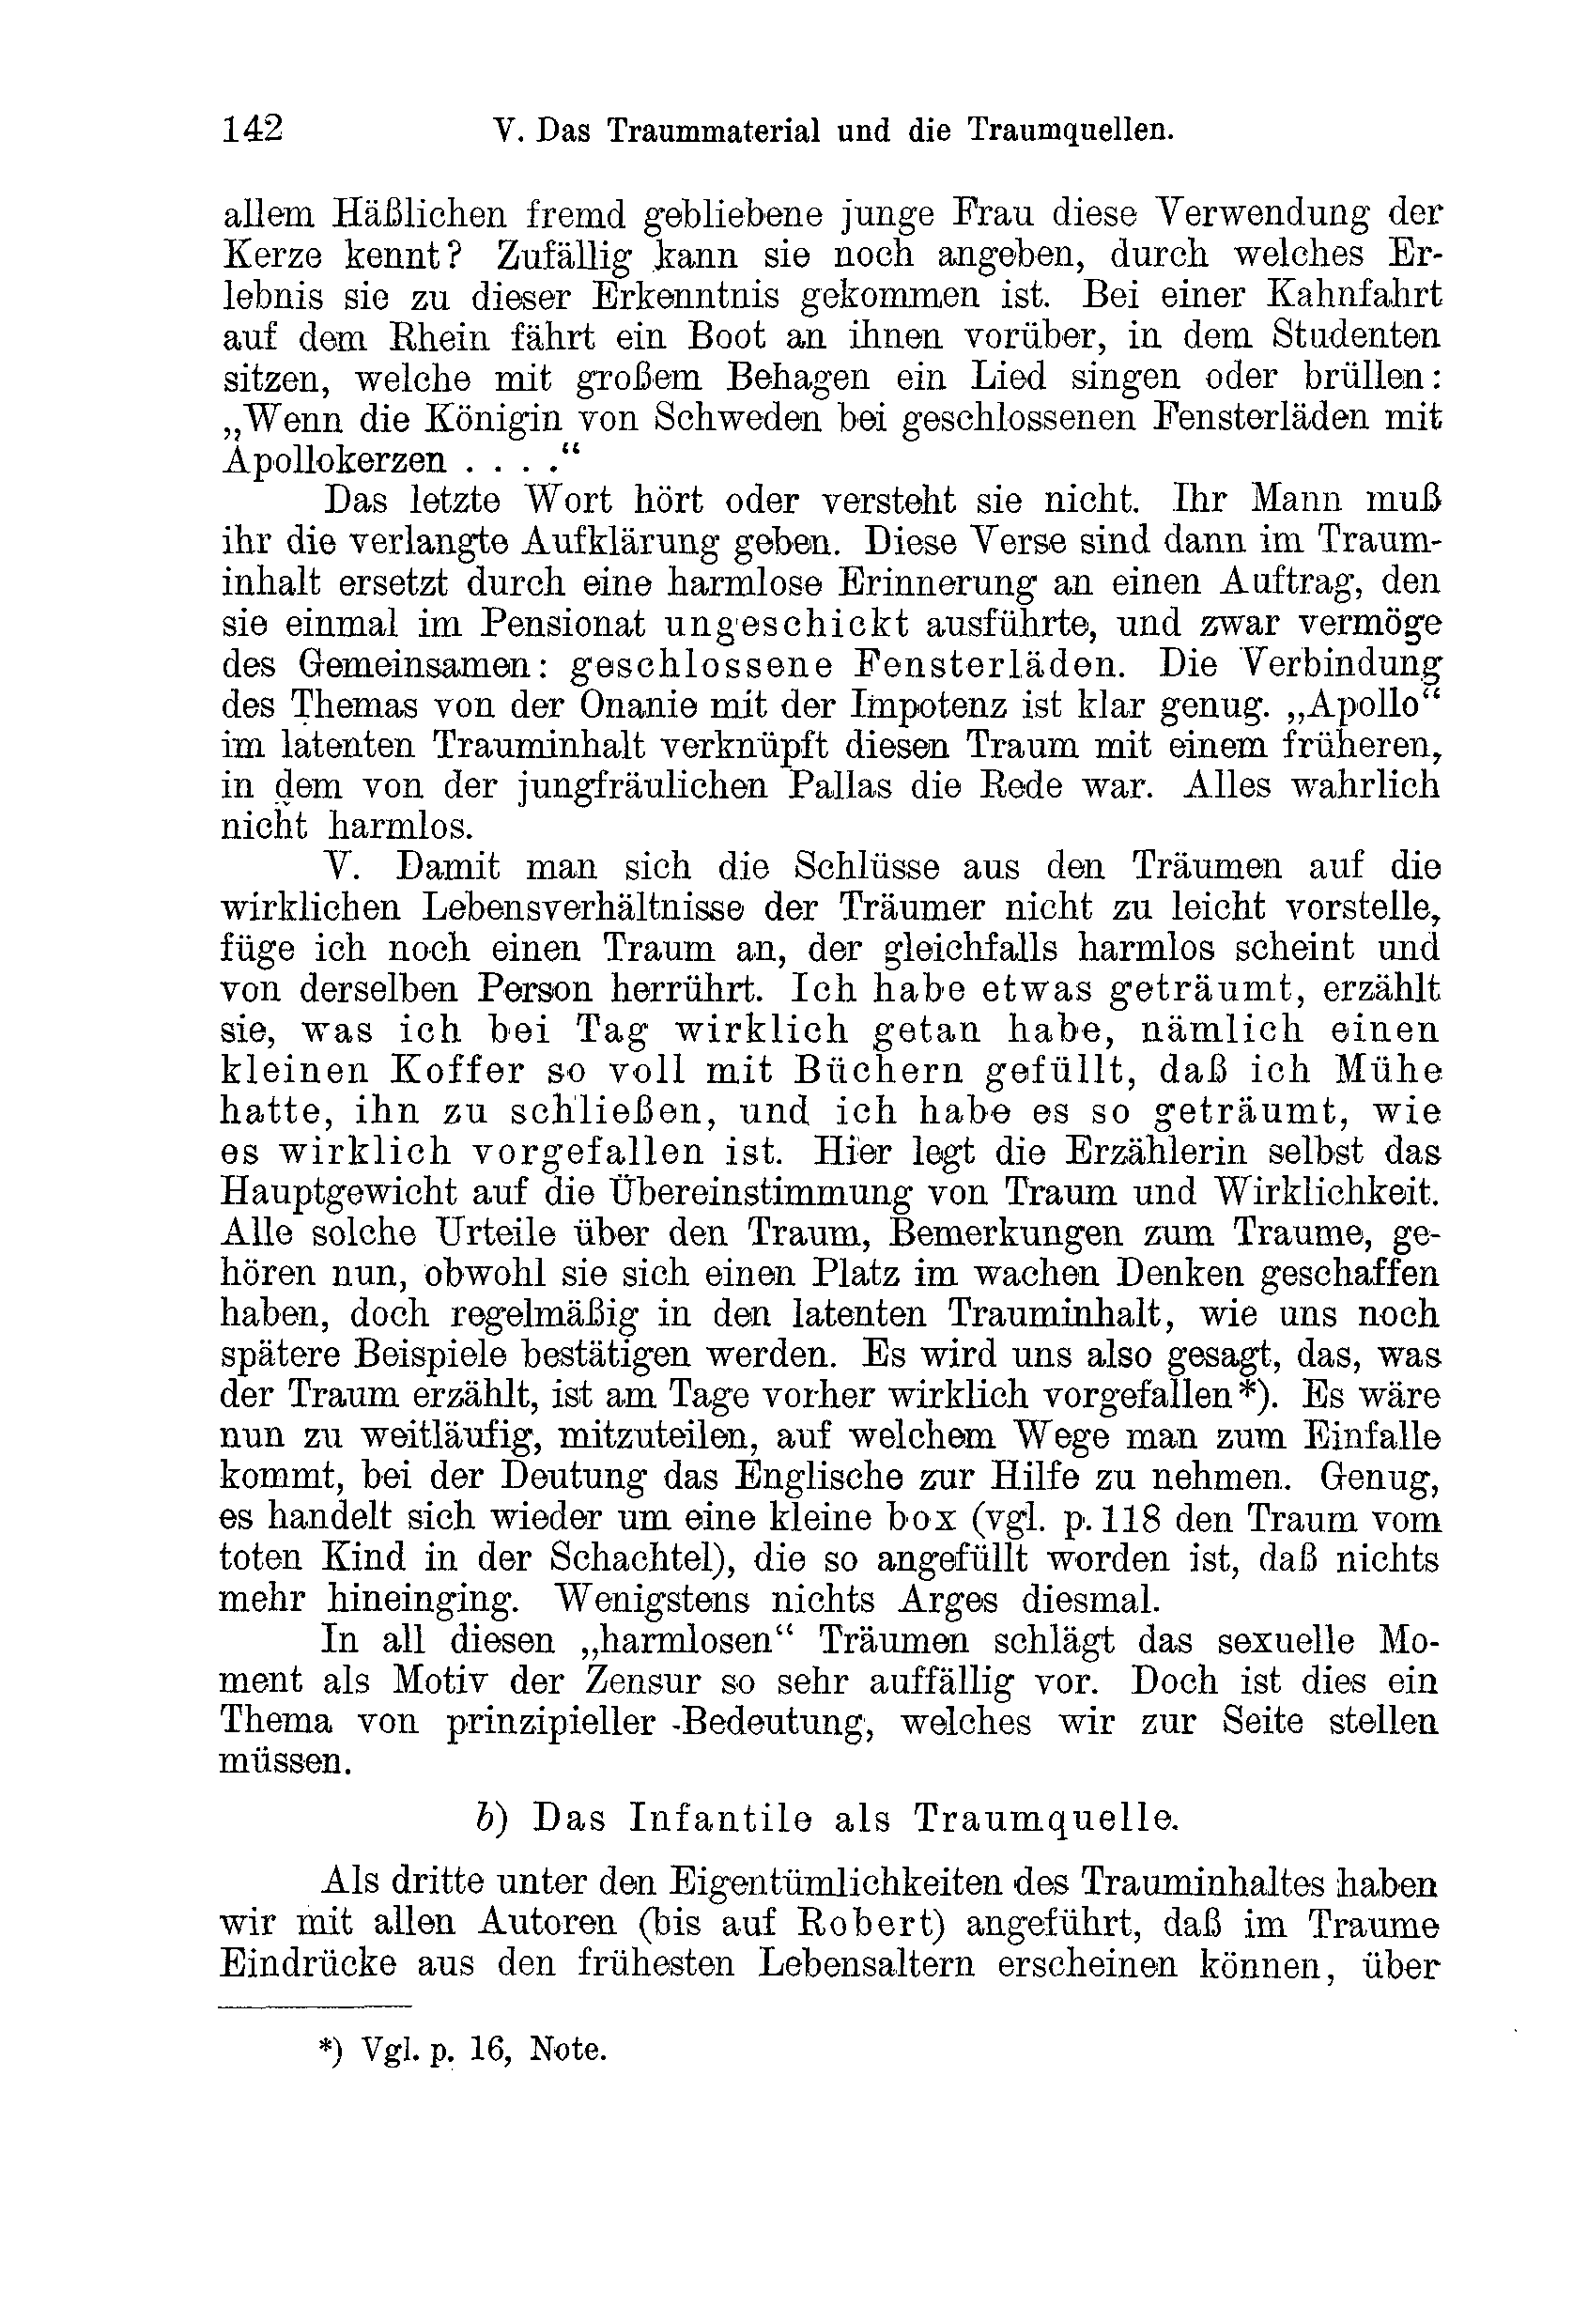 142 V. Das Traummaterial und die Traumquellen.
allem Häßlichen fremd gebliebene junge Frau diese Verwendung der
Kerze kennt? Zufällig kann sie noch angeben, durch welches Er-
lebnis sie zu dieser Erkenntnis gekommen ist. Bei einer Kahnfahrt
auf dem Rhein fährt ein Boot an ihnen vorüber, in dem Studenten
sitzen, welche mit großem Behagen ein Lied singen oder brüllen:
„Wenn die Königin von Schweden bei geschlossenen Fensterläden mit
Apollokerzen . . . .“
Das letzte Wort hört oder versteht sie nicht. Ihr Mann muß
ihr die verlangte Aufklärung geben. Diese Verse sind dann im Traum-
inhalt ersetzt durch eine harmlose Erinnerung an einen Auftrag, den
sie einmal im Pensionat ungeschickt ausführte, und zwar vermöge
des Gemeinsamen: geschlossene Fensterläden. Die Verbindung
des Themas von der Onanie mit der Impotenz ist klar genug. „Apollo“
im latenten Trauminhalt verknüpft diesen Traum mit einem früheren,
in dem von der jungfräulichen Pallas die Rede war. Alles wahrlich
nicht harmlos.
V. Damit man sich die Schlüsse aus den Träumen auf die
wirklichen Lebensverhältnisse der Träumer nicht zu leicht vorstelle,
füge ich noch einen Traum an, der gleichfalls harmlos scheint und
von derselben Person herrührt. Ich habe etwas geträumt, erzählt
sie, was ich bei Tag wirklich getan habe, nämlich einen
kleinen Koffer so voll mit Büchern gefüllt, daß ich Mühe
hatte, ihn zu schließen, und ich habe es so geträumt, wie
es wirklich vorgefallen ist. Hier legt die Erzählerin selbst das
Hauptgewicht auf die Übereinstimmung von Traum und Wirklichkeit.
Alle solche Urteile über den Traum, Bemerkungen zum Traume, ge-
hören nun, obwohl sie sich einen Platz im wachen Denken geschaffen
haben, doch regelmäßig in den latenten Trauminhalt, wie uns noch
spätere Beispiele bestätigen werden. Es wird uns also gesagt, das, was
der Traum erzählt, ist am Tage vorher wirklich vorgefallen*). Es wäre
nun zu weitläufig, mitzuteilen, auf welchem Wege man zum Einfalle
kommt, bei der Deutung das Englische zur Hilfe zu nehmen. Genug,
es handelt sich wieder um eine kleine box (vgl. p. 118 den Traum vom
toten Kind in der Schachtel), die so angefüllt worden ist, daß nichts
mehr hineinging. Wenigstens nichts Arges diesmal.
In all diesen „harmlosen“ Träumen schlägt das sexuelle Mo-
ment als Motiv der Zensur so sehr auffällig vor. Doch ist dies ein
Thema von prinzipieller Bedeutung, welches wir zur Seite stellen
müssen.
b) Das Infantile als Traumquelle.
Als dritte unter den Eigentümlichkeiten des Trauminhaltes haben
wir mit allen Autoren (bis auf Robert) angeführt, daß im Traume
Eindrücke aus den frühesten Lebensaltern erscheinen können, über
*) Vgl. p. 16, Note.